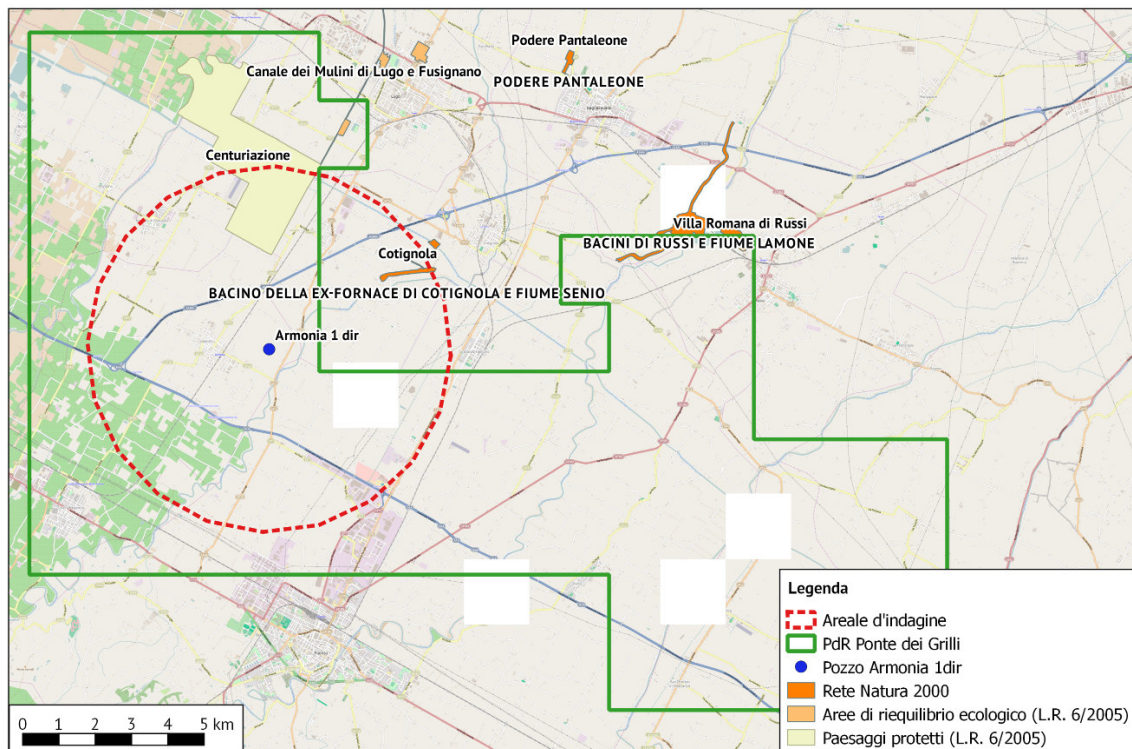 Podere Pantaleone
Canale dei Mulini di Lugo e Fusignano
PODERE PANTALEONE
Centuriazione
Villa Romana di Russi
BACINI DI RUSSI E FIUME LAMONE
Cotignola
BACINO DELLA EX-FORNACE DI COTIGNOLA E FIUME SENIO
Armonia 1 dir
Legenda
Areale d'indagine
PdR Ponte dei Grilli
Pozzo Armonia 1dir
Rete Natura 2000
Aree di riequilibrio ecologico (L.R. 6/2005)
Paesaggi protetti (L.R. 6/2005)
0 1 2 3 4 5 km